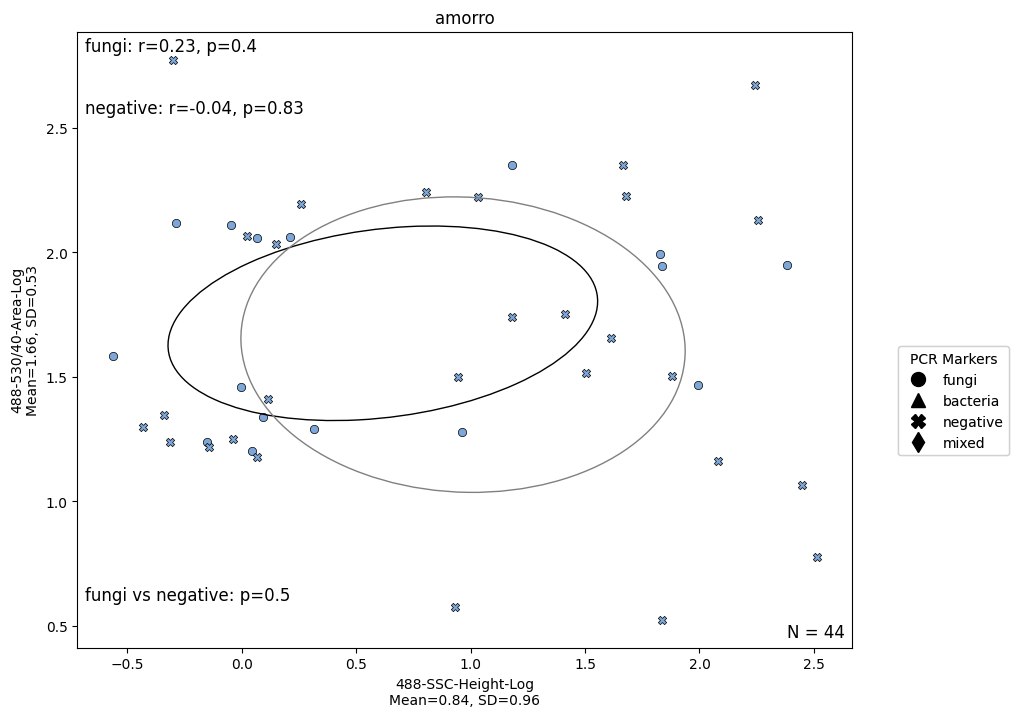 amorro
fungi: r=0.23, p=0.4
negative: r=-0.04, p=0.83
fungi vs negative: p=0.5
N = 44
2.5
2.0
1.5
1.0
0.5
488-530/40-Area-Log
Mean=1.66, SD=0.53
−0.5
0.0
0.5
1.0
1.5
2.0
2.5
488-SSC-Height-Log
Mean=0.84, SD=0.96
PCR Markers
fungi
bacteria
negative
mixed